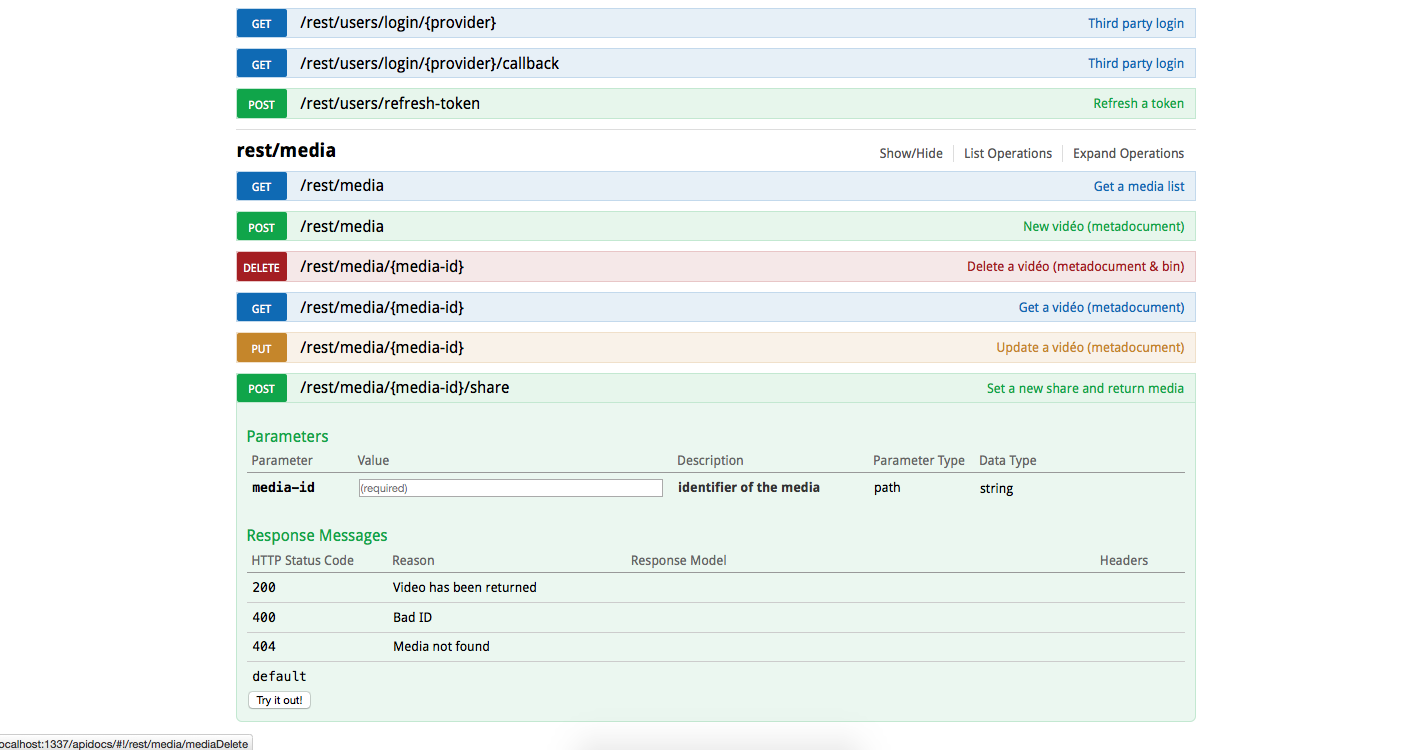 GET /rest/users/login/{provider} Third party login
GET /rest/users/login/{provider}/callback Third party login
POST /rest/users/refresh-token Refresh a token
rest/media Show/Hide List Operations Expand Operations
GET /rest/media Get a media list
POST /rest/media New vidéo (metadocument)
DELETE /rest/media/{media-id} Delete a vidéo (metadocument & bin)
GET /rest/media/{media-id} Get a vidéo (metadocument)
PUT /rest/media/{media-id} Update a vidéo (metadocument)
POST /rest/media/{media-id}/share Set a new share and return media
Parameters
Parameter Value Description Parameter Type Data Type
media-id (required) identifier of the media path string
Response Messages
HTTP Status Code Reason Response Model Headers
200 Video has been returned
400 Bad ID
404 Media not found
default
Try it out!
ocalhost:1337/apidocs/#!/rest/media/mediaDelete